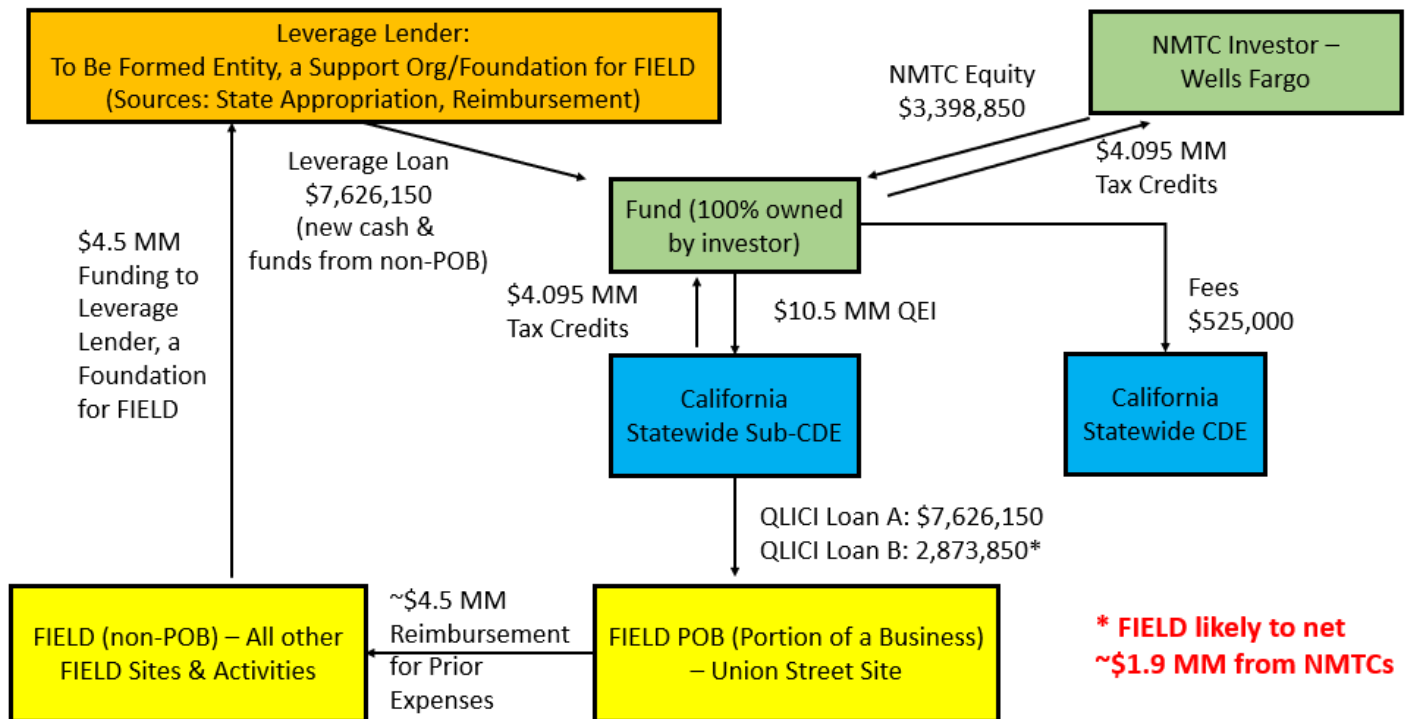 Leverage Lender:
To Be Formed Entity, a Support Org/Foundation for FIELD
(Sources: State Appropriation, Reimbursement)
NMTC Investor –
Wells Fargo
NMTC Equity
$3,398,850
$4.095 MM
Tax Credits
Leverage Loan
$7,626,150
(new cash &
funds from non-POB)
Fund (100% owned
by investor)
$4.5 MM
Funding to
Leverage
Lender, a
Foundation
for FIELD
$4.095 MM
Tax Credits
$10.5 MM QEI
Fees
$525,000
California
Statewide Sub-CDE
California
Statewide CDE
QLICI Loan A: $7,626,150
QLICI Loan B: 2,873,850*
FIELD (non-POB) – All other
FIELD Sites & Activities
~$4.5 MM
Reimbursement
for Prior
Expenses
FIELD POB (Portion of a Business)
– Union Street Site
* FIELD likely to net
~$1.9 MM from NMTCs